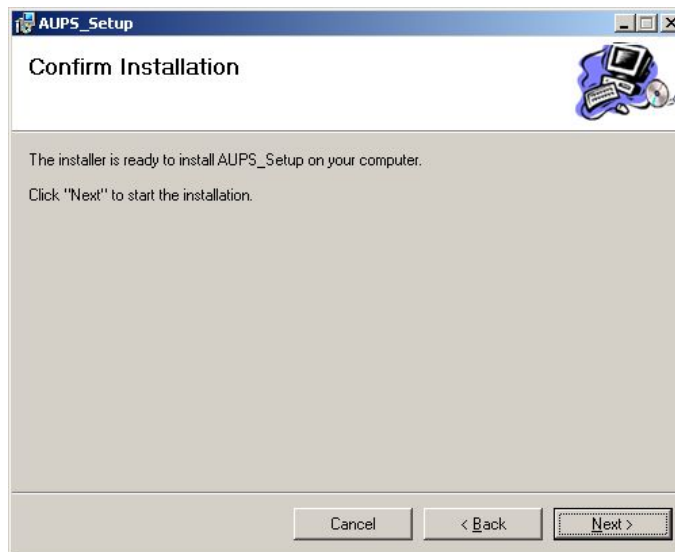 AUPS_Setup
Confirm Installation
The installer is ready to install AUPS_Setup on your computer.
Click "Next" to start the installation.
Cancel
< Back
Next >